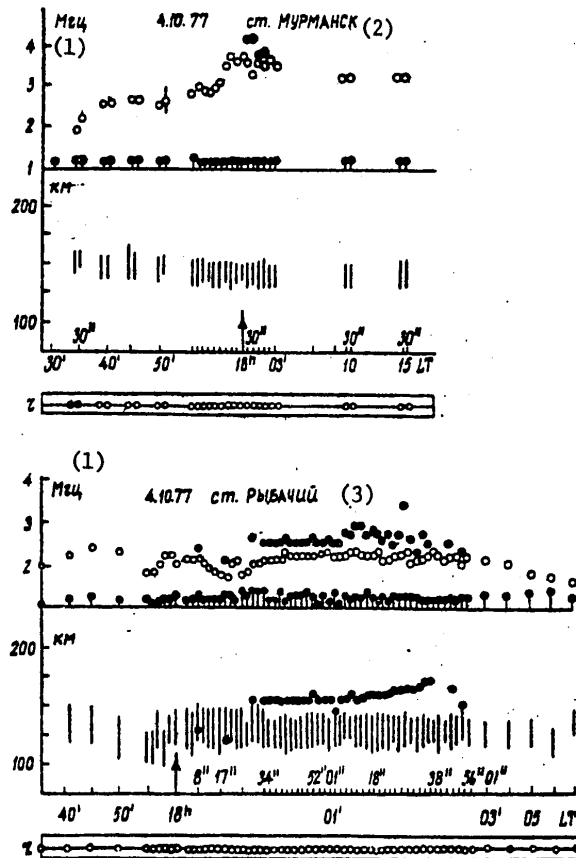 Мгц 4.10.77 ст. МУРМАНСК (2)
(1)
4
3
2
1
КМ
200
100
30" 30" 30" 30"
30' 40' 50' 18ʰ 03' 10 15 LT
τ
(1)
4 Мгц 4.10.77 ст. РЫБАЧИЙ (3)
3
2
КМ
200
100
8" 17" 34" 52" 01" 18" 38" 56" 01"
40' 50' 18ʰ 01' 03' 05 LT
τ